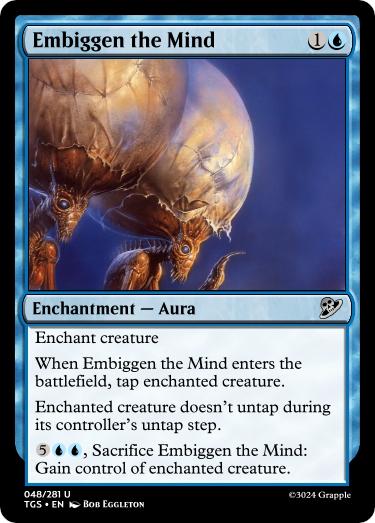 Embiggen the Mind 1
Enchantment — Aura
Enchant creature
When Embiggen the Mind enters the
battlefield, tap enchanted creature.
Enchanted creature doesn't untap during
its controller's untap step.
5, Sacrifice Embiggen the Mind:
Gain control of enchanted creature.
048/281 U
TGS • EN Bob Eggleton
©3024 Grapple